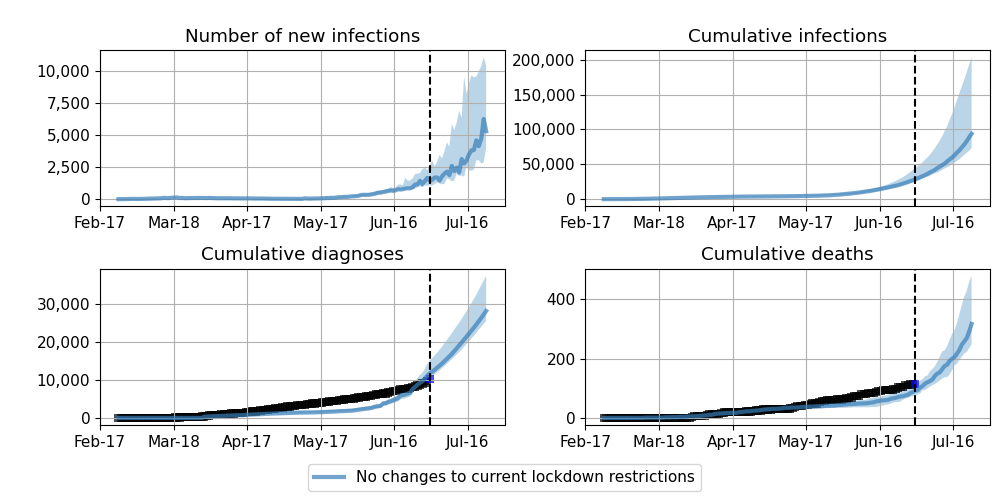 Number of new infections
10,000
7,500
5,000
2,500
0
Feb-17 Mar-18 Apr-17 May-17 Jun-16 Jul-16
Cumulative infections
200,000
150,000
100,000
50,000
0
Feb-17 Mar-18 Apr-17 May-17 Jun-16 Jul-16
Cumulative diagnoses
30,000
20,000
10,000
0
Feb-17 Mar-18 Apr-17 May-17 Jun-16 Jul-16
Cumulative deaths
400
200
0
Feb-17 Mar-18 Apr-17 May-17 Jun-16 Jul-16
No changes to current lockdown restrictions